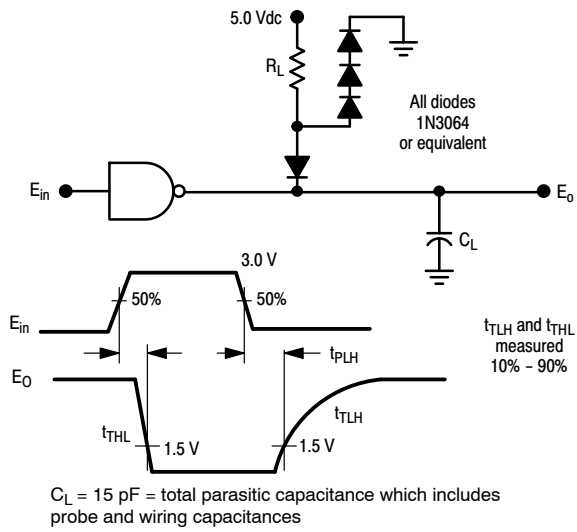 5.0 Vdc
R_L
All diodes
1N3064
or equivalent
E_in
E_o
C_L
3.0 V
50%
50%
E_in
t_PLH
t_TLH and t_THL
measured
10% – 90%
E_O
t_THL
1.5 V
t_TLH
1.5 V
C_L = 15 pF = total parasitic capacitance which includes
probe and wiring capacitances